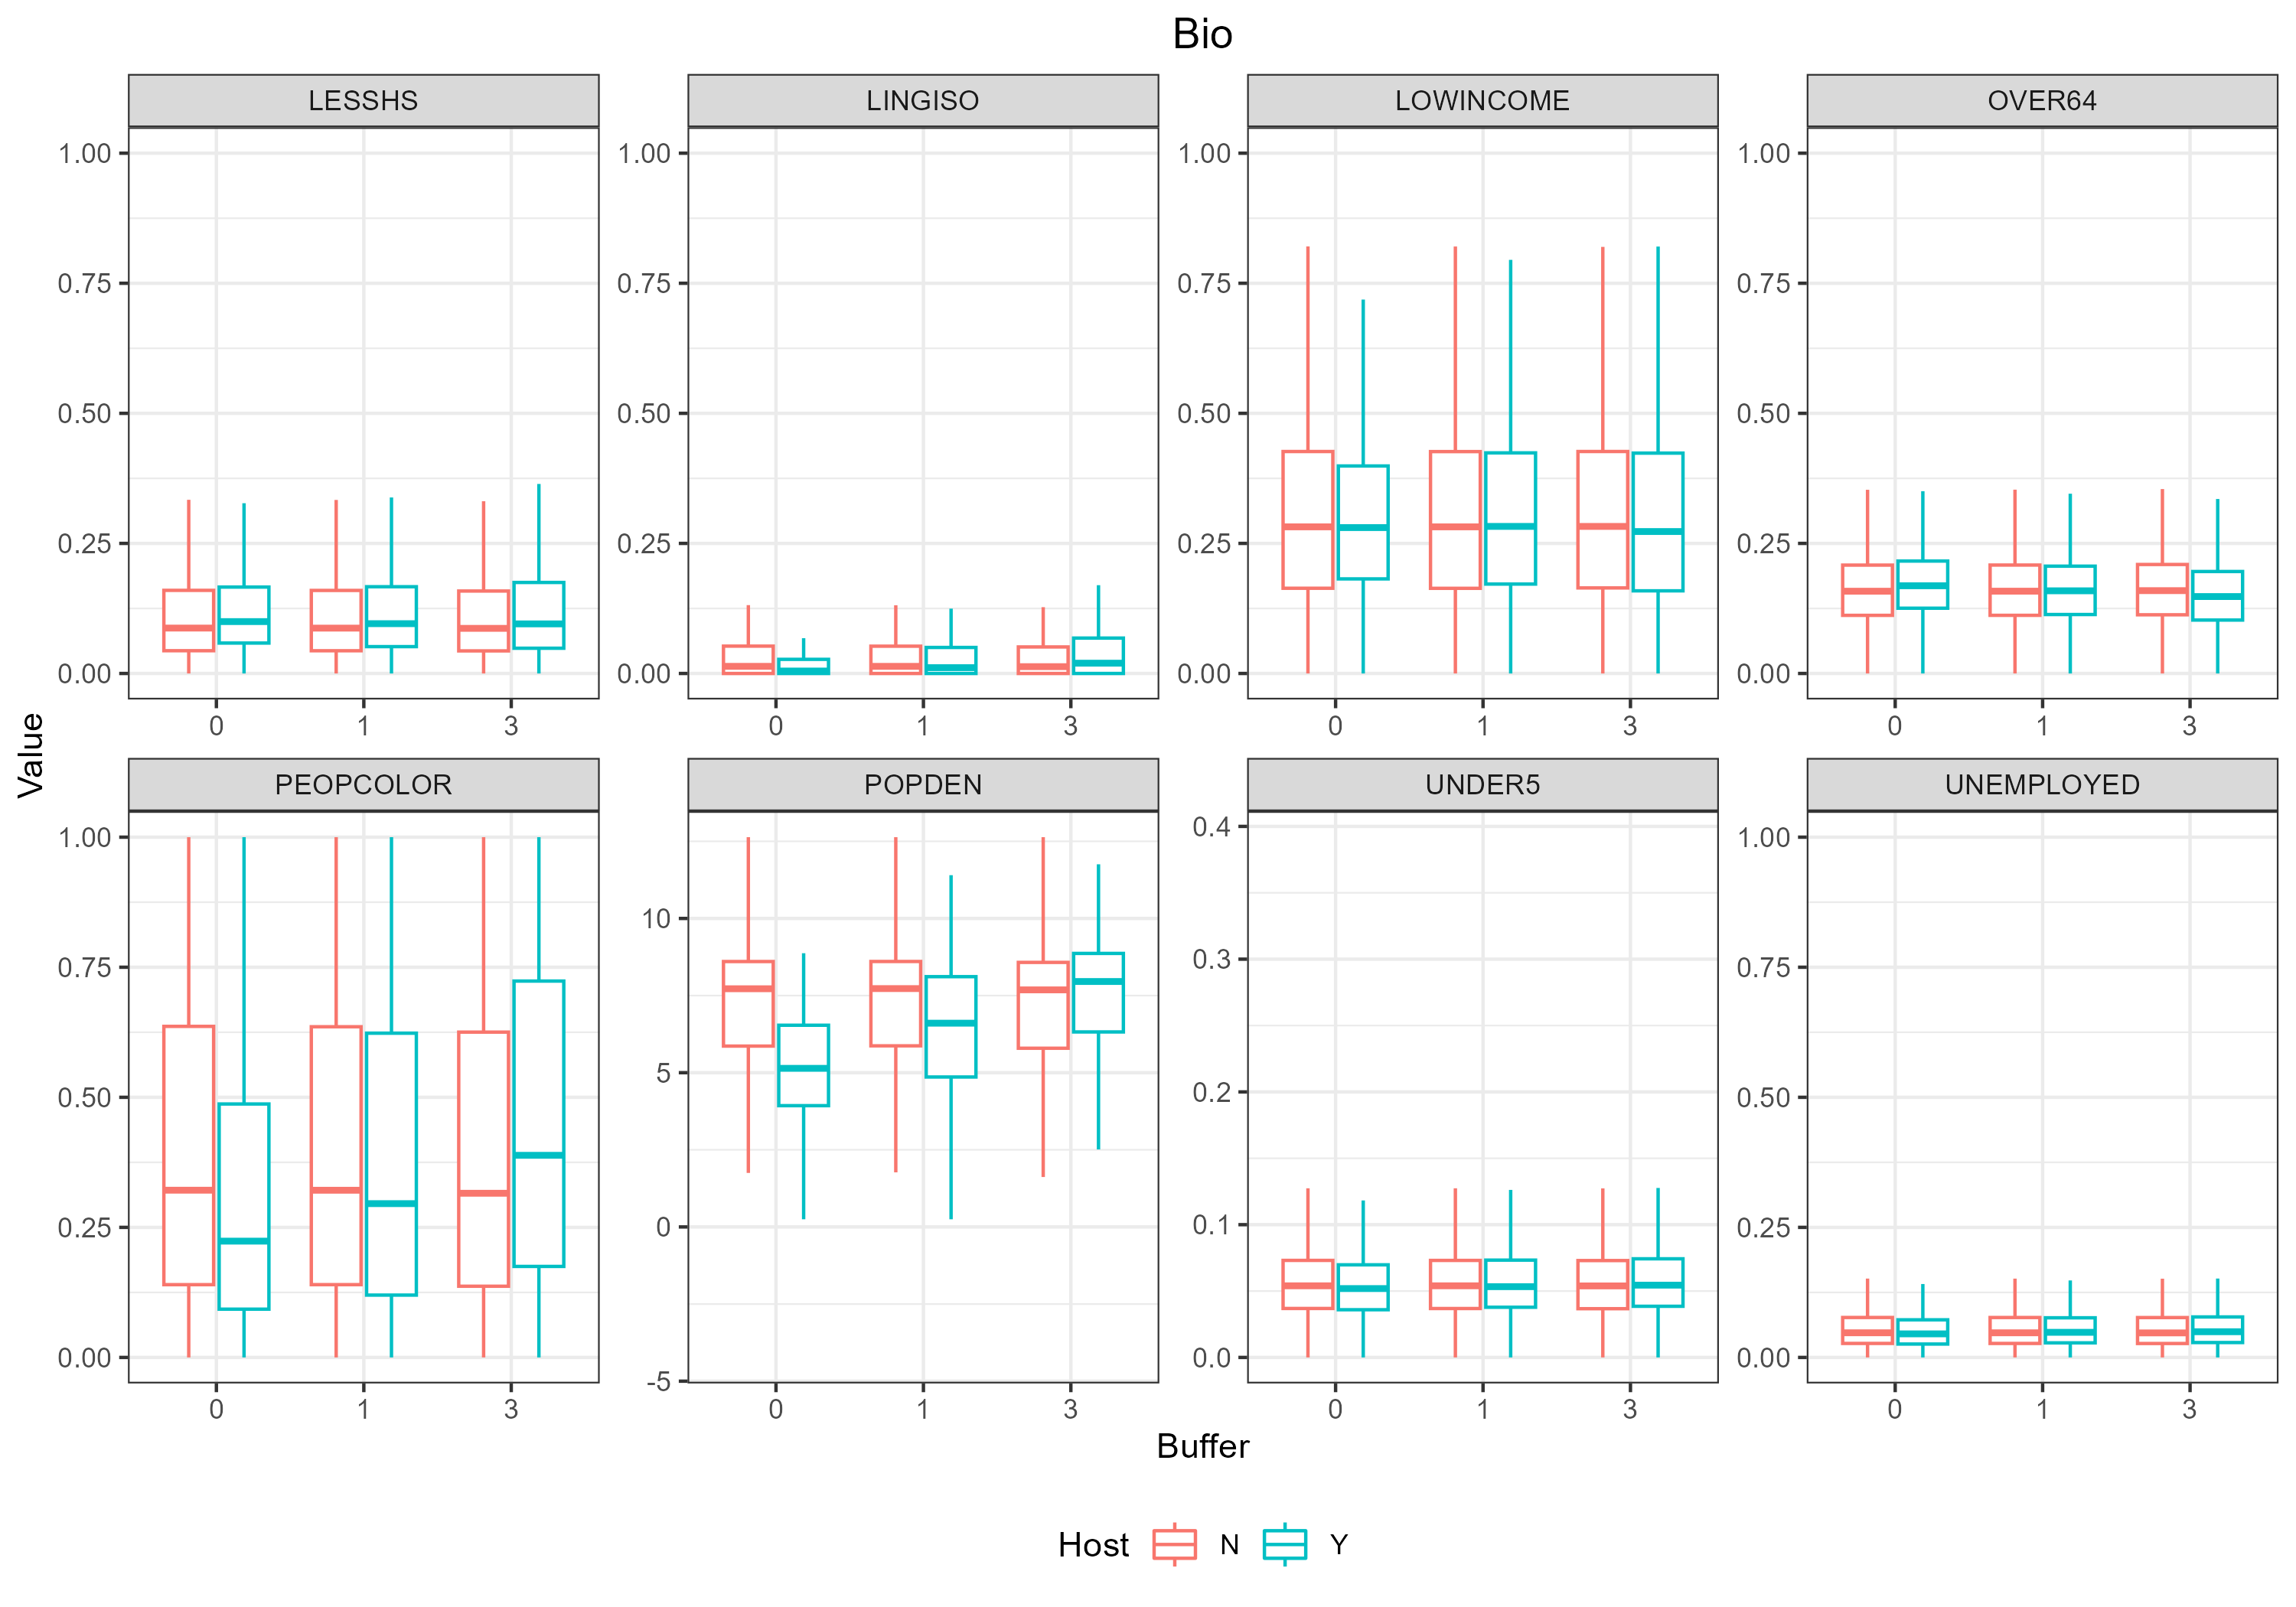 Bio
LESSHS LINGISO LOWINCOME OVER64
1.00 1.00 1.00 1.00
0.75 0.75 0.75 0.75
0.50 0.50 0.50 0.50
0.25 0.25 0.25 0.25
0.00 0.00 0.00 0.00
0 1 3 0 1 3 0 1 3 0 1 3
Value
PEOPCOLOR POPDEN UNDER5 UNEMPLOYED
1.00 10 0.4 1.00
0.75 5 0.3 0.75
0.50 0 0.2 0.50
0.25 -5 0.1 0.25
0.00 0.0 0.00
0 1 3 0 1 3 0 1 3 0 1 3
Buffer
Host N Y